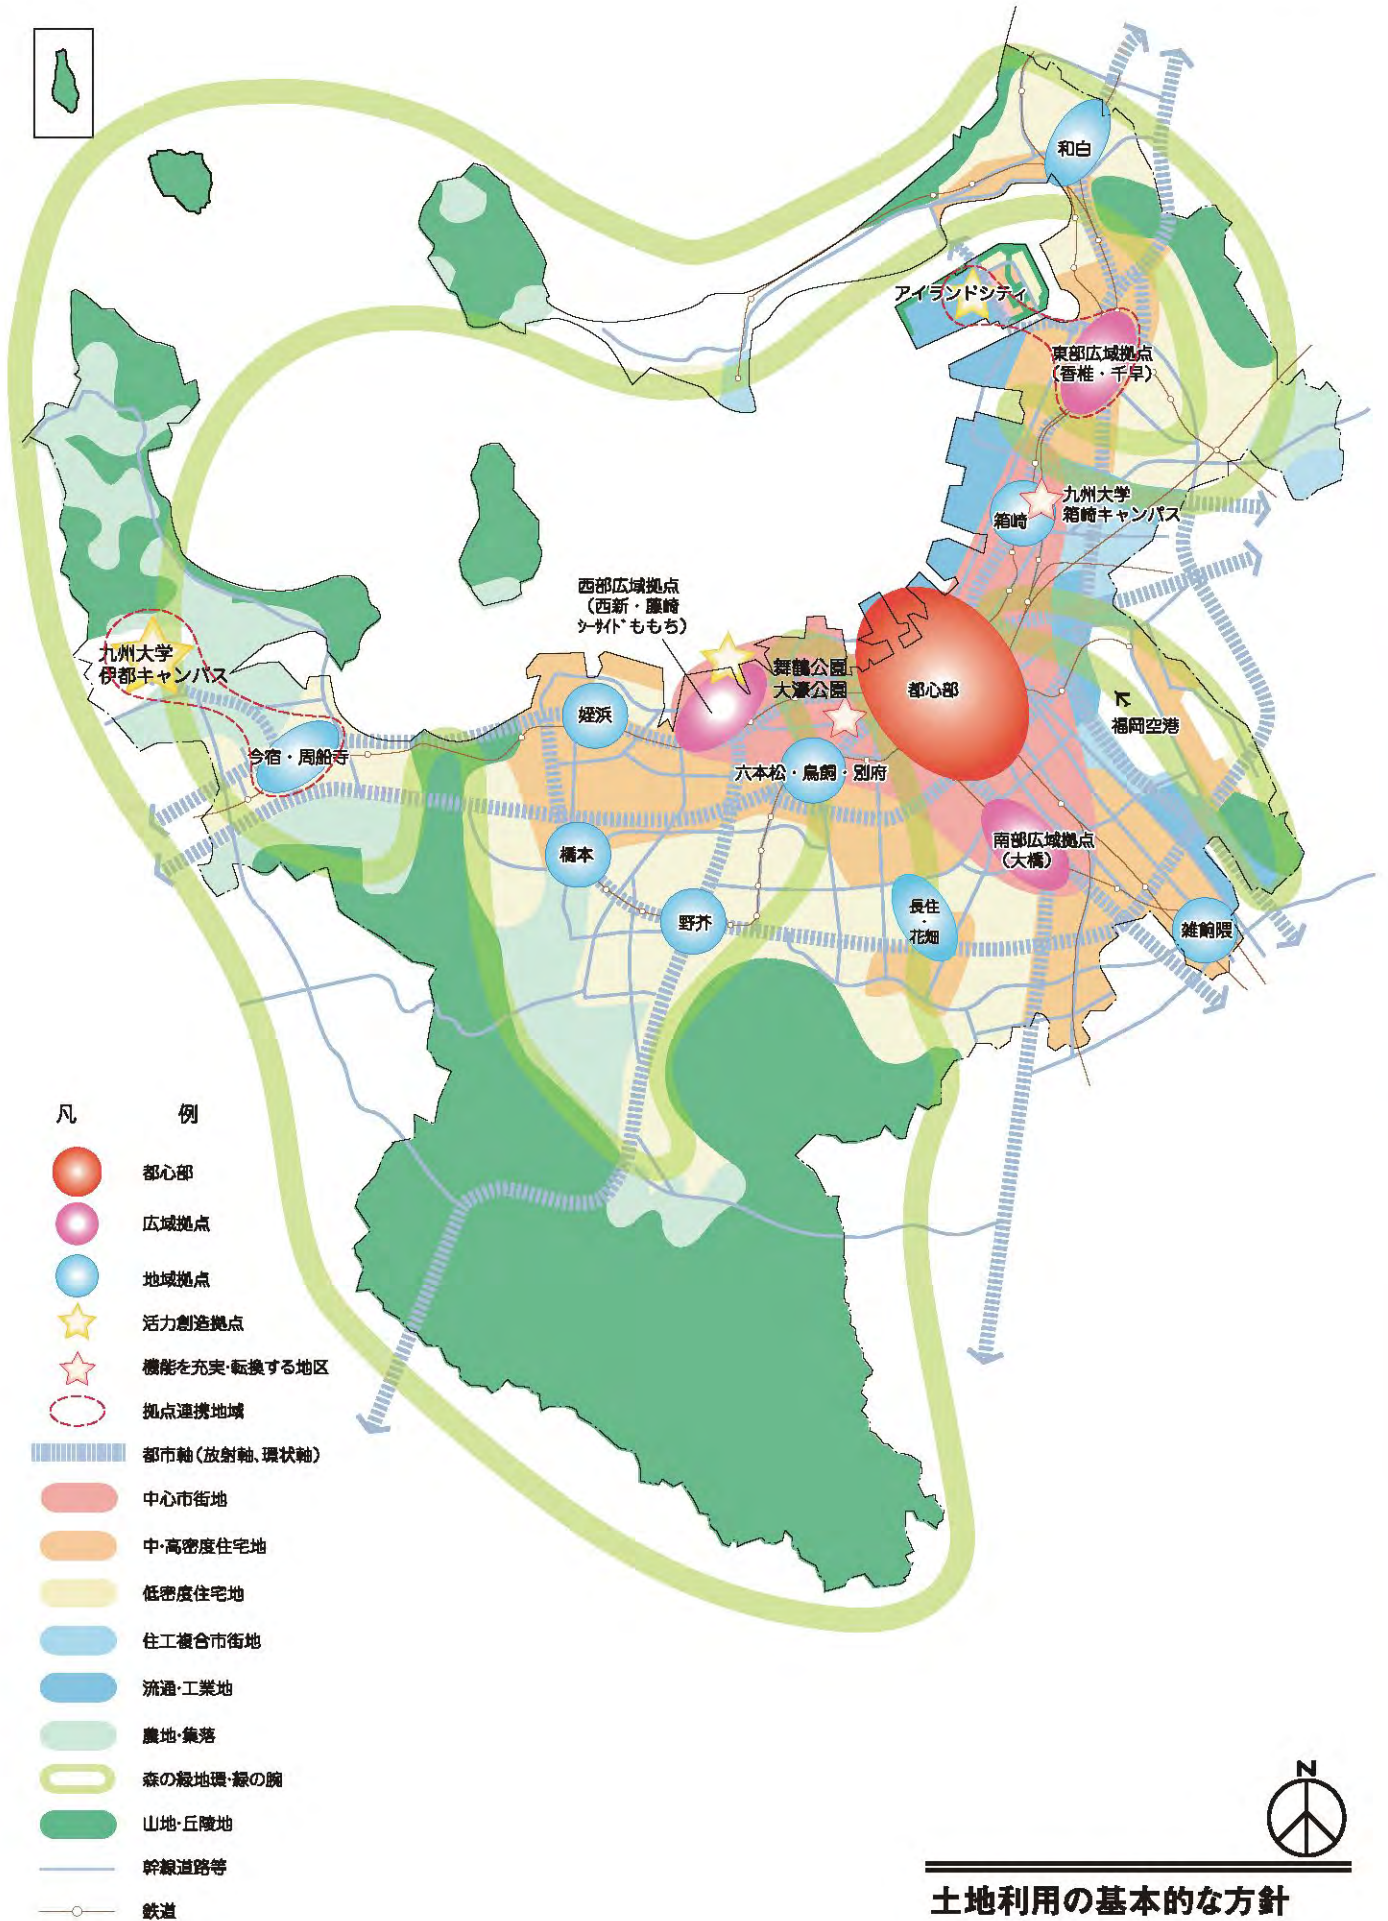 和白
アイランドシティ
東部広域拠点
（香椎・千早）
九州大学
箱崎キャンパス
箱崎
西部広域拠点
（西新・藤崎
ｼｰｻｲﾄﾞももち）
舞鶴公園
大濠公園
都心部
九州大学
伊都キャンパス
姪浜
福岡空港
今宿・周船寺
六本松・鳥飼・別府
南部広域拠点
（大橋）
橋本
野芥
長住
・
花畑
雑餉隈
凡　例
都心部
広域拠点
地域拠点
活力創造拠点
機能を充実・転換する地区
拠点連携地域
都市軸（放射軸、環状軸）
中心市街地
中・高密度住宅地
低密度住宅地
住工複合市街地
流通・工業地
農地・集落
森の緑地環・緑の腕
山地・丘陵地
幹線道路等
鉄道
N
土地利用の基本的な方針